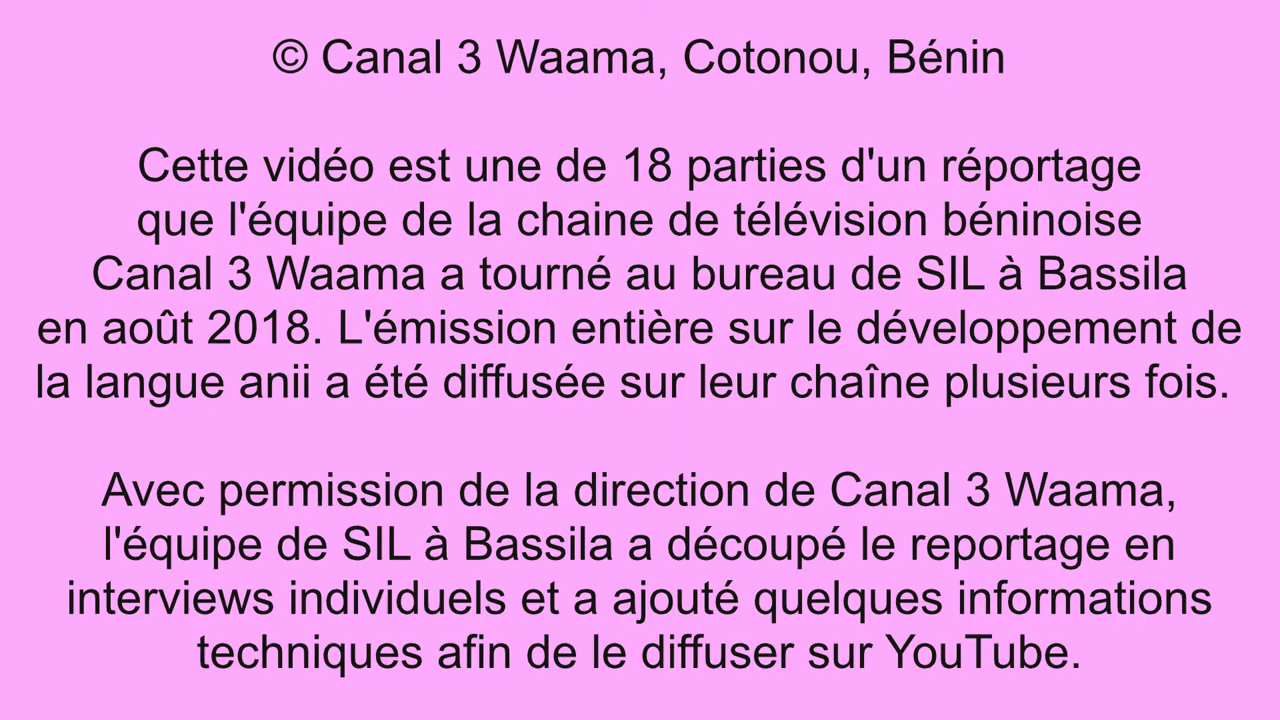 © Canal 3 Waama, Cotonou, Bénin
Cette vidéo est une de 18 parties d'un réportage
que l'équipe de la chaine de télévision béninoise
Canal 3 Waama a tourné au bureau de SIL à Bassila
en août 2018. L'émission entière sur le développement de
la langue anii a été diffusée sur leur chaîne plusieurs fois.
Avec permission de la direction de Canal 3 Waama,
l'équipe de SIL à Bassila a découpé le reportage en
interviews individuels et a ajouté quelques informations
techniques afin de le diffuser sur YouTube.